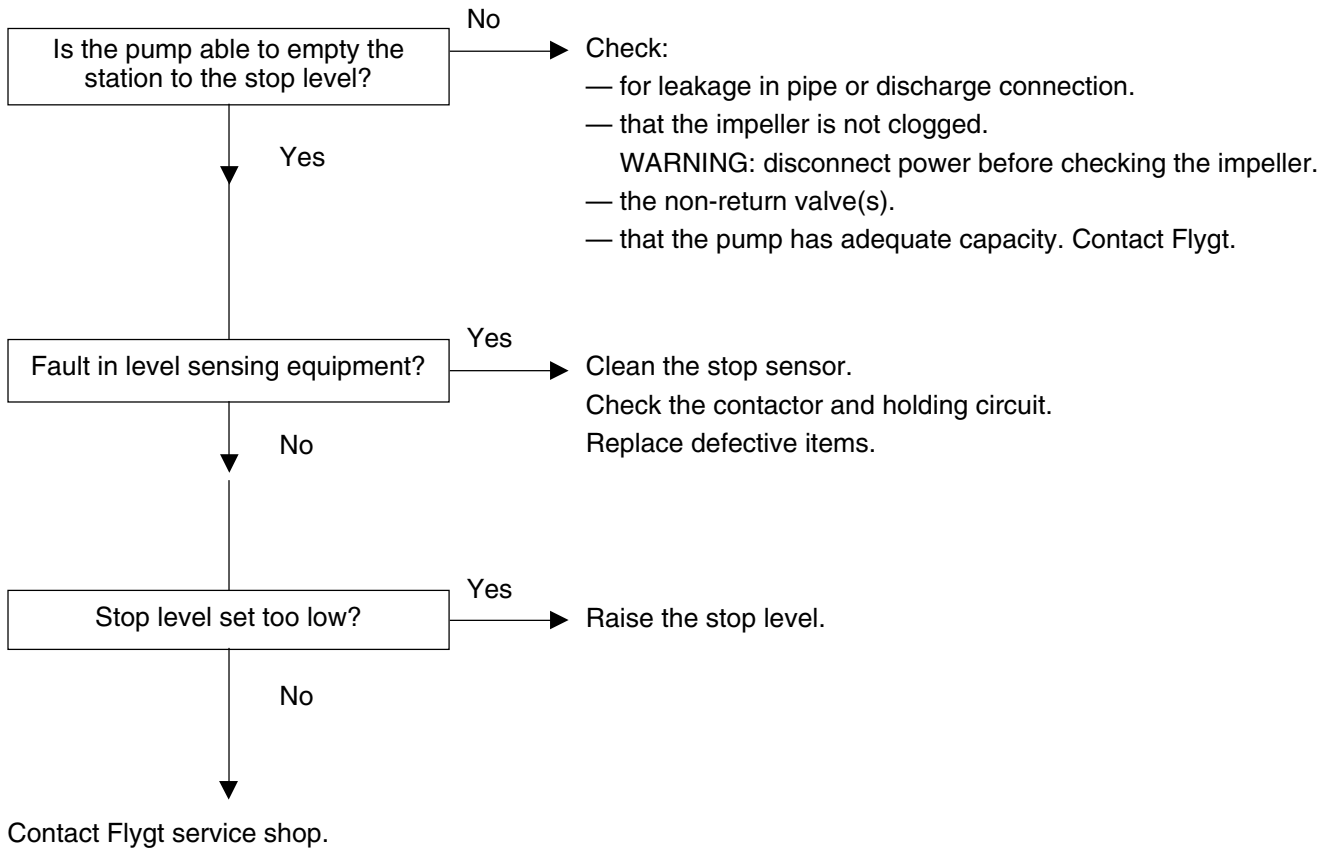 No
Is the pump able to empty the
station to the stop level?
Check:
— for leakage in pipe or discharge connection.
— that the impeller is not clogged.
WARNING: disconnect power before checking the impeller.
— the non-return valve(s).
— that the pump has adequate capacity. Contact Flygt.
Yes
Fault in level sensing equipment?
Yes
Clean the stop sensor.
Check the contactor and holding circuit.
Replace defective items.
No
Stop level set too low?
Yes
Raise the stop level.
No
Contact Flygt service shop.